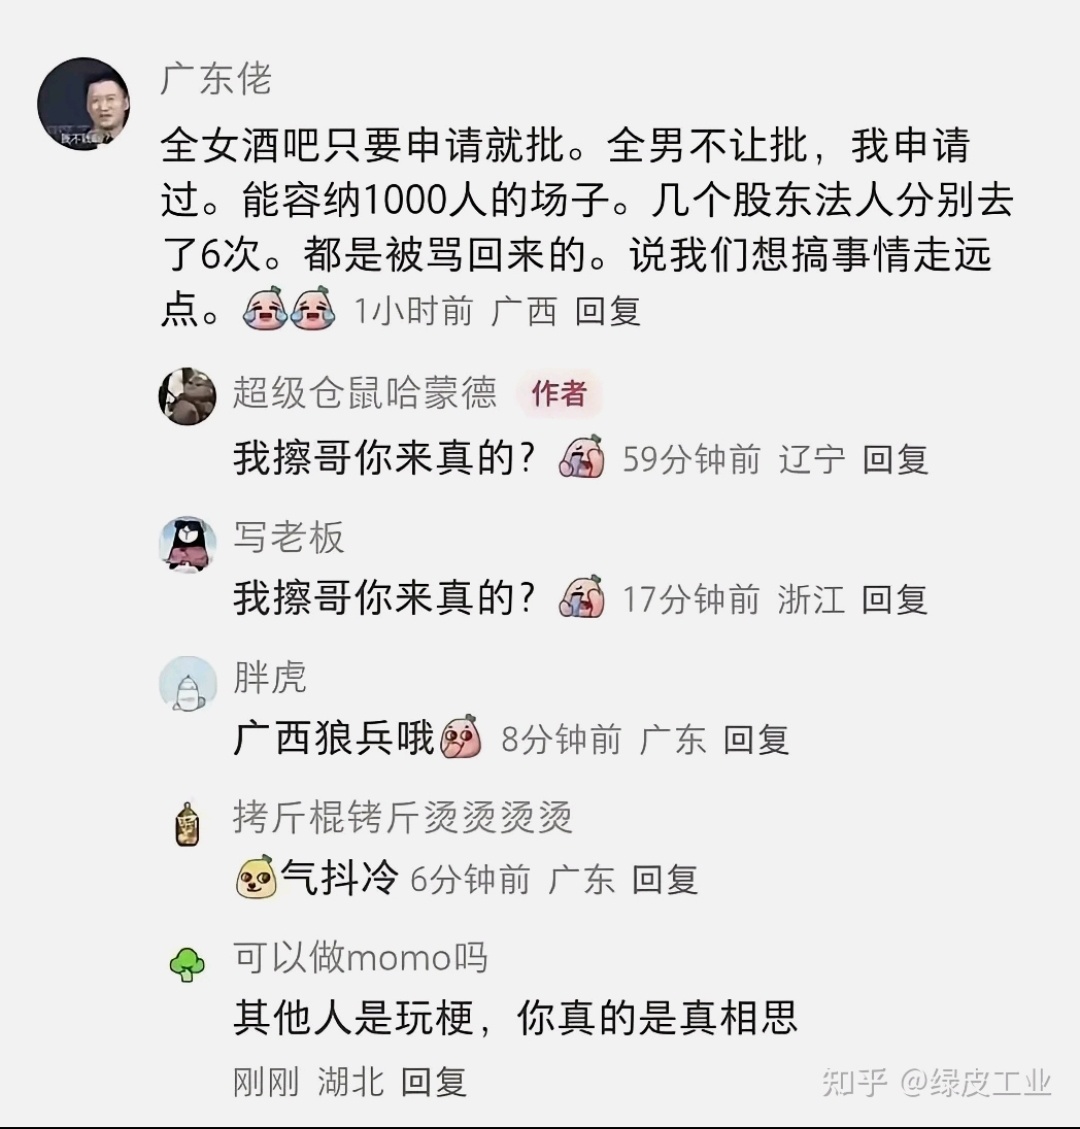 广东佬
全女酒吧只要申请就批。全男不让批，我申请
过。能容纳1000人的场子。几个股东法人分别去
了6次。都是被骂回来的。说我们想搞事情走远
点。 1小时前 广西 回复
超级仓鼠哈蒙德 作者
我擦哥你来真的？ 59分钟前 辽宁 回复
写老板
我擦哥你来真的？ 17分钟前 浙江 回复
胖虎
广西狼兵哦 8分钟前 广东 回复
拷斤棍铐斤烫烫烫烫
气抖冷 6分钟前 广东 回复
可以做momo吗
其他人是玩梗，你真的是真相思
刚刚 湖北 回复
知乎 @绿皮工业